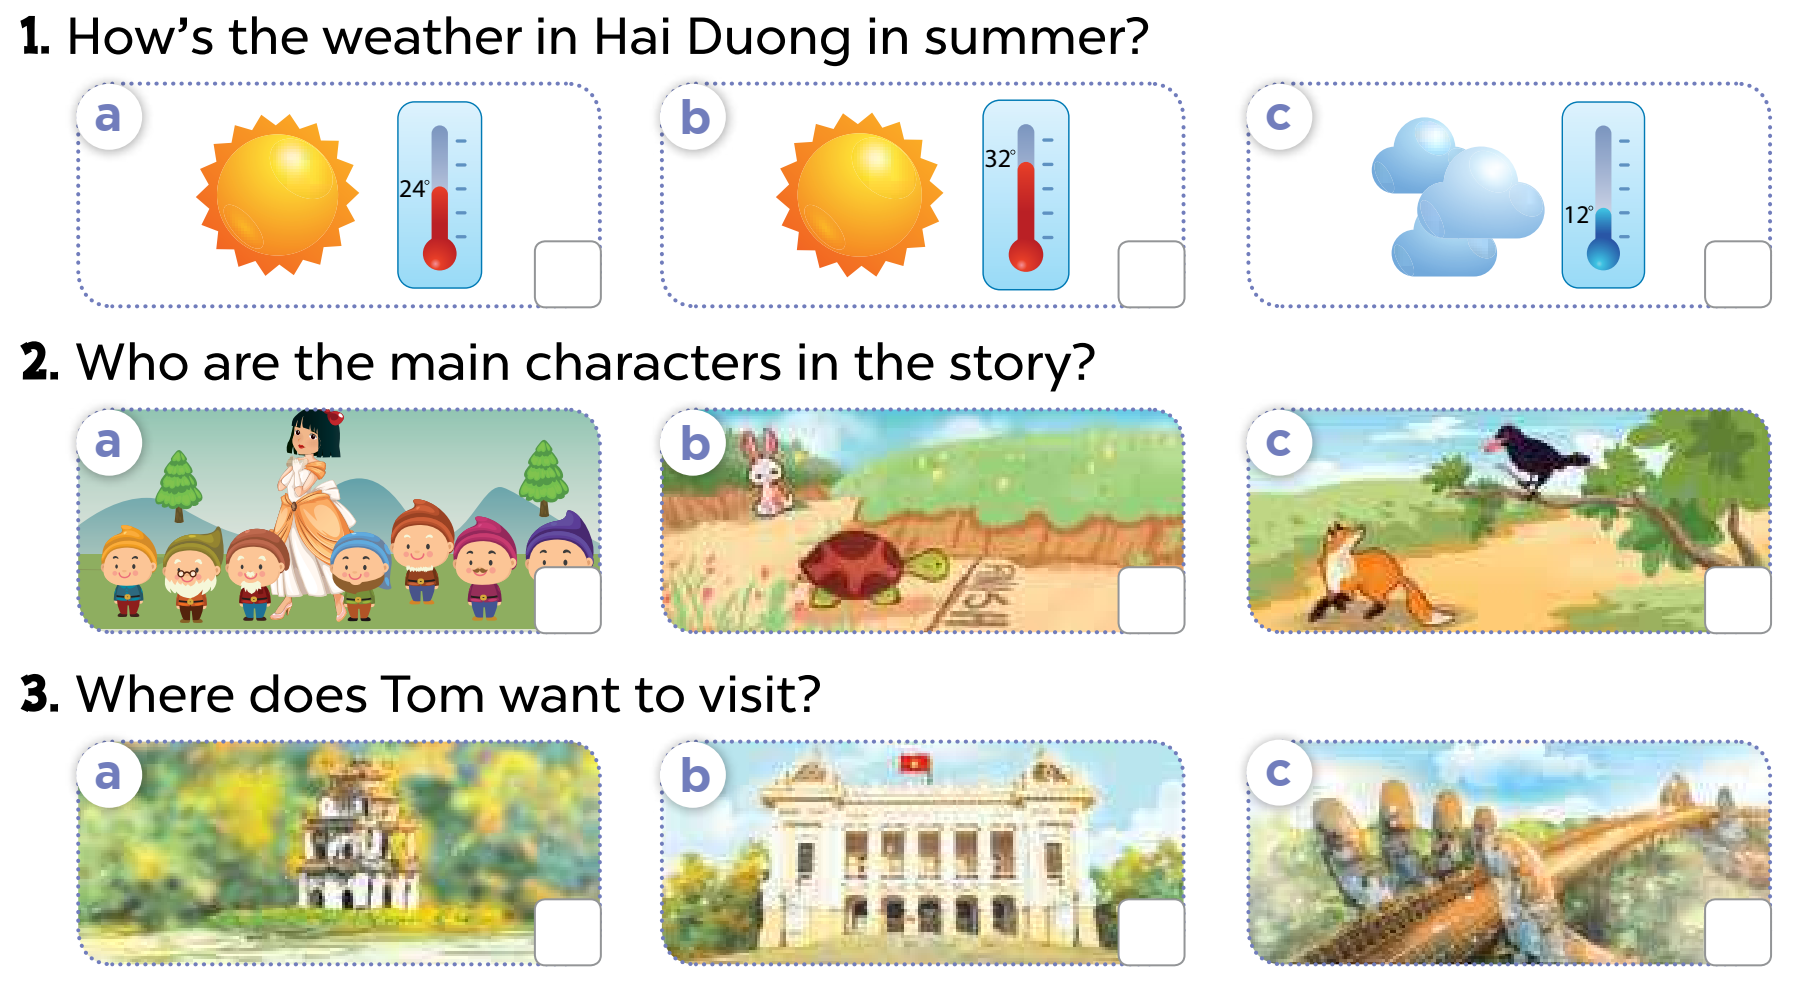 1. How's the weather in Hai Duong in summer?
a
24°
b
32°
c
12°
2. Who are the main characters in the story?
a
b
c
3. Where does Tom want to visit?
a
b
c